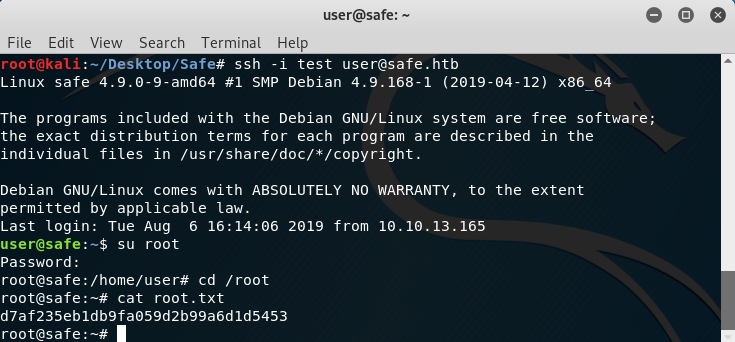 user@safe: ~
File Edit View Search Terminal Help
root@kali:~/Desktop/Safe# ssh -i test user@safe.htb
Linux safe 4.9.0-9-amd64 #1 SMP Debian 4.9.168-1 (2019-04-12) x86_64

The programs included with the Debian GNU/Linux system are free software;
the exact distribution terms for each program are described in the
individual files in /usr/share/doc/*/copyright.

Debian GNU/Linux comes with ABSOLUTELY NO WARRANTY, to the extent
permitted by applicable law.
Last login: Tue Aug  6 16:14:06 2019 from 10.10.13.165
user@safe:~$ su root
Password:
root@safe:/home/user# cd /root
root@safe:~# cat root.txt
d7af235eb1db9fa059d2b99a6d1d5453
root@safe:~#